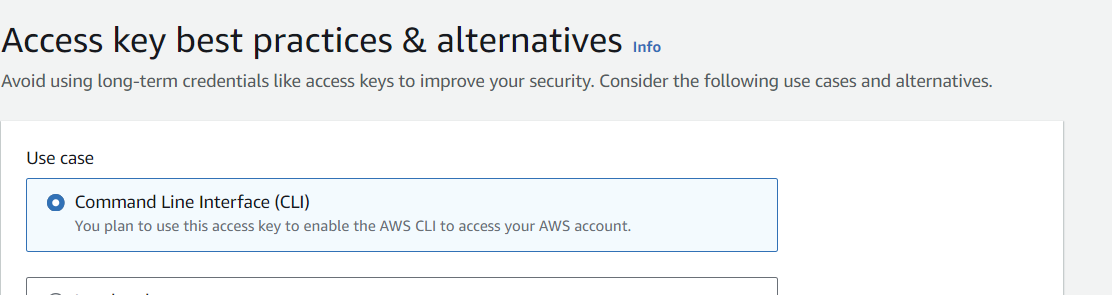 Access key best practices & alternatives Info
Avoid using long-term credentials like access keys to improve your security. Consider the following use cases and alternatives.
Use case
Command Line Interface (CLI)
You plan to use this access key to enable the AWS CLI to access your AWS account.